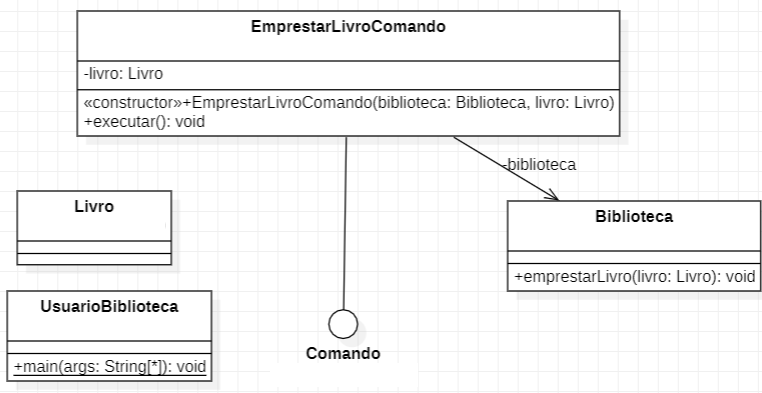 EmprestarLivroComando
-livro: Livro
«constructor»+EmprestarLivroComando(biblioteca: Biblioteca, livro: Livro)
+executar(): void
-biblioteca
Livro
Biblioteca
+emprestarLivro(livro: Livro): void
UsuarioBiblioteca
+main(args: String[*]): void
Comando